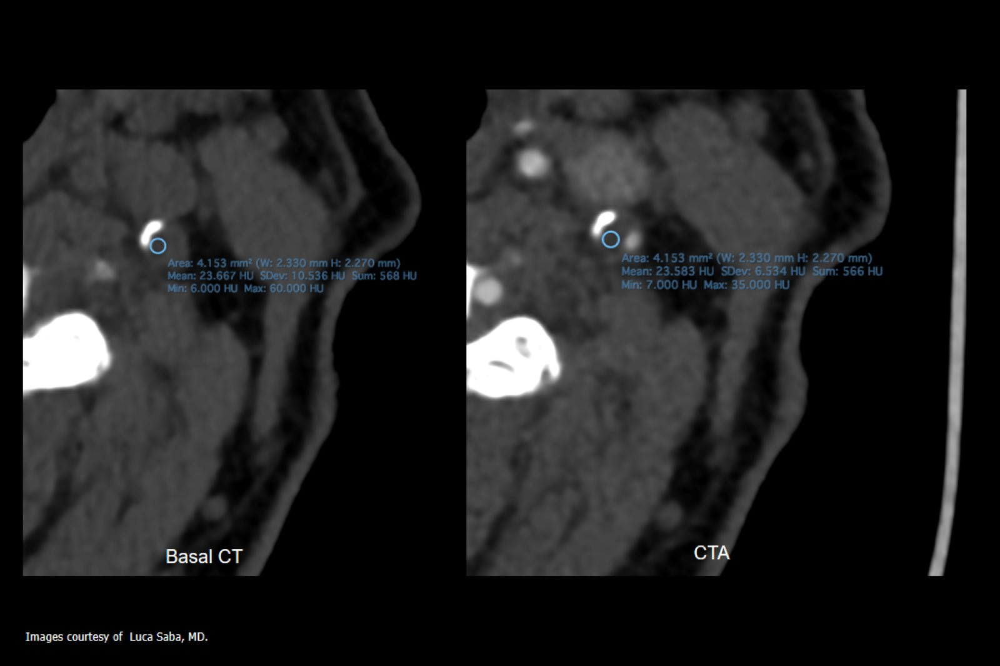 Area: 4.153 mm² (W: 2.330 mm H: 2.270 mm)
Mean: 23.667 HU SDev: 10.536 HU Sum: 568 HU
Min: 6.000 HU Max: 60.000 HU
Basal CT
Area: 4.153 mm² (W: 2.330 mm H: 2.270 mm)
Mean: 23.583 HU SDev: 6.534 HU Sum: 566 HU
Min: 7.000 HU Max: 35.000 HU
CTA
Images courtesy of Luca Saba, MD.